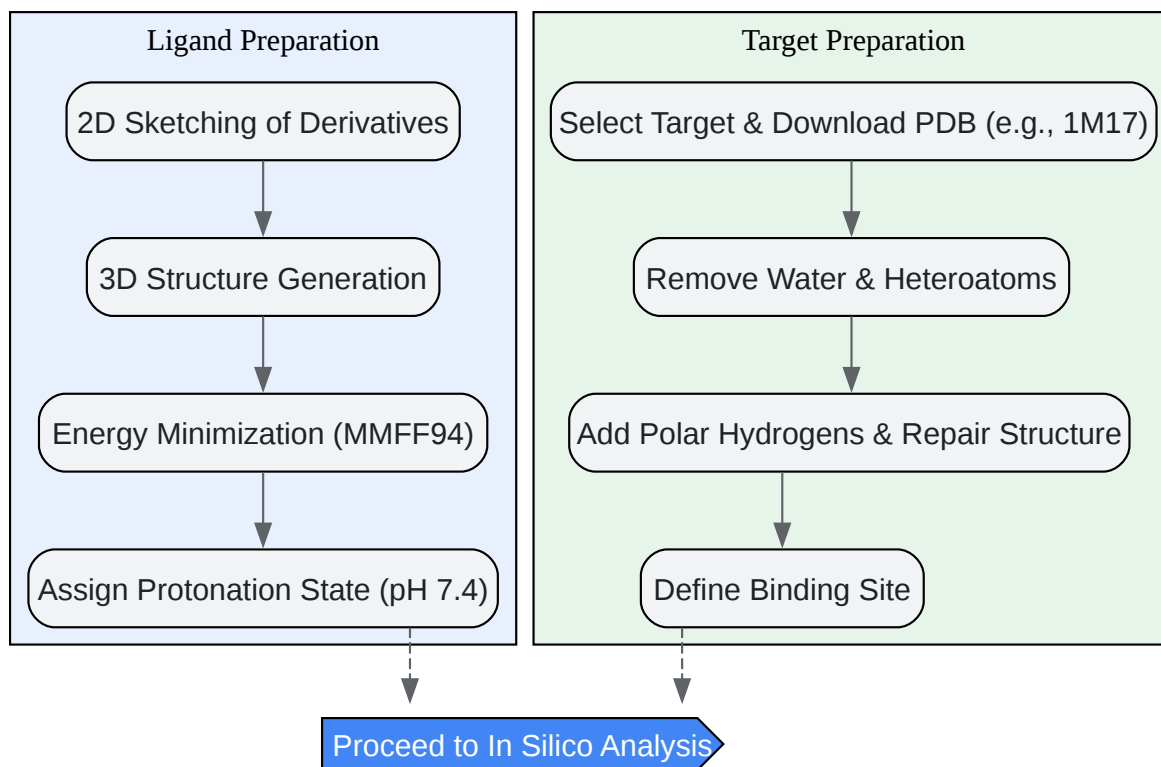 Ligand Preparation
2D Sketching of Derivatives
3D Structure Generation
Energy Minimization (MMFF94)
Assign Protonation State (pH 7.4)
Target Preparation
Select Target & Download PDB (e.g., 1M17)
Remove Water & Heteroatoms
Add Polar Hydrogens & Repair Structure
Define Binding Site
Proceed to In Silico Analysis